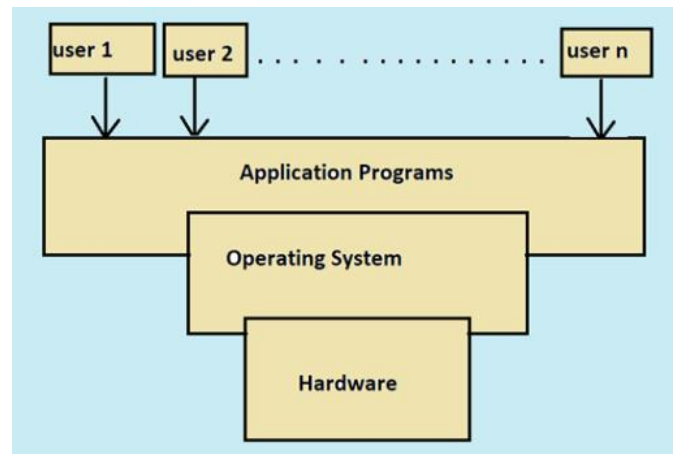 user 1
user 2
user n
Application Programs
Operating System
Hardware